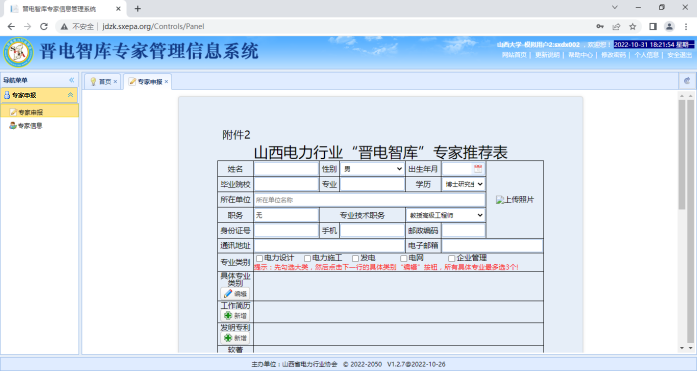 晋电智库专家信息管理系统
不安全 | jdzk.sxepa.org/Controls/Panel
晋电智库专家管理信息系统
山西大学-模拟用户2:sxdx002 ,欢迎您! 2022-10-31 18:21:54 星期一
网站首页 | 更新说明 | 帮助中心 | 修改密码 | 个人信息 | 安全退出
导航菜单
首页 × 专家申报 ×
专家申报
专家申报
专家信息
附件2
山西电力行业“晋电智库”专家推荐表
姓名 性别 男 出生年月
毕业院校 专业 学历 博士研究生
所在单位 所在单位名称 上传照片
职务 无 专业技术职务 教授高级工程师
身份证号 手机 邮政编码
通讯地址 电子邮箱
专业类别 电力设计 电力施工 发电 电网 企业管理
提示:先勾选大类,然后点击下一行的具体类别“编辑”按钮,所有具体专业最多选3个!
具体专业
类别
编辑
工作简历
新增
发明专利
新增
软著
主办单位:山西省电力行业协会 © 2022-2050 V1.2.7@2022-10-26